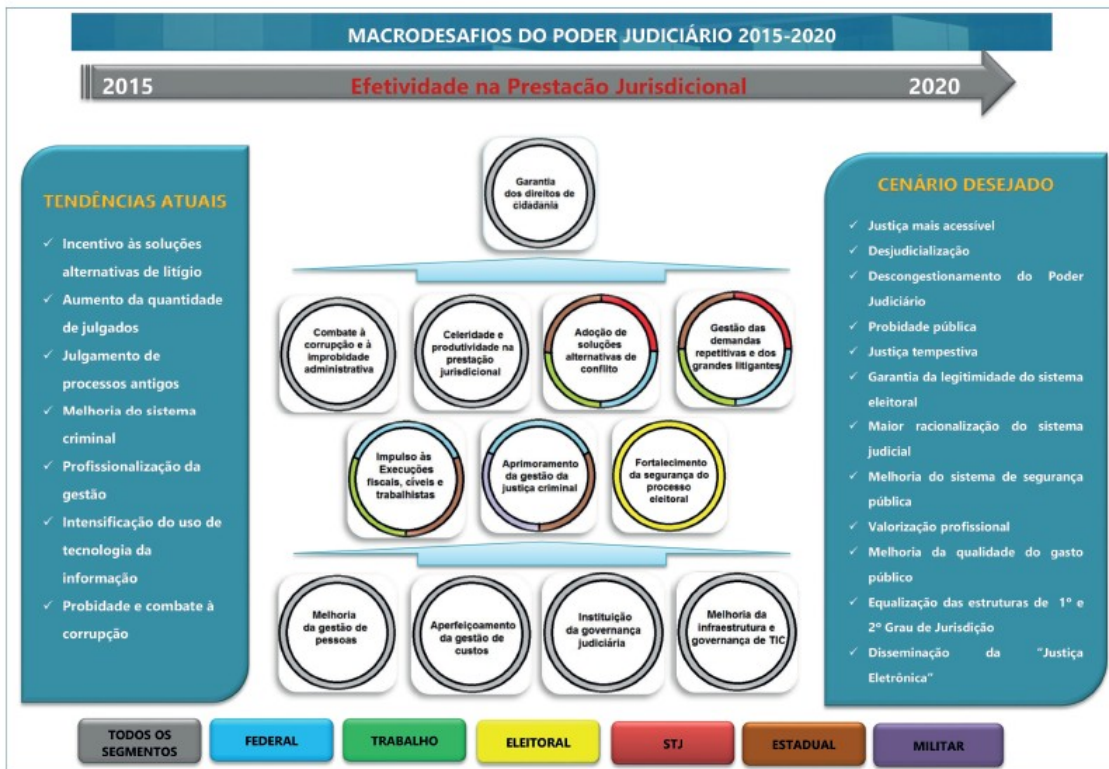 MACRODESAFIOS DO PODER JUDICIÁRIO 2015-2020
2015
Efetividade na Prestacão Jurisdicional
2020
TENDÊNCIAS ATUAIS
✓ Incentivo às soluções
alternativas de litígio
✓ Aumento da quantidade
de julgados
✓ Julgamento de
processos antigos
✓ Melhoria do sistema
criminal
✓ Profissionalização da
gestão
✓ Intensificação do uso de
tecnologia da
informação
✓ Probidade e combate à
corrupção
Garantia
dos direitos de
cidadania
Combate à
corrupção e à
improbidade
administrativa
Celeridade e
produtividade na
prestação
jurisdicional
Adoção de
soluções
alternativas de
conflito
Gestão das
demandas
repetitivas e dos
grandes litigantes
Impulso às
Execuções
fiscais, cíveis e
trabalhistas
Aprimoramento
da gestão da
justiça criminal
Fortalecimento
da segurança do
processo
eleitoral
Melhoria
da gestão de
pessoas
Aperfeiçoamento
da gestão de
custos
Instituição
da governança
judiciária
Melhoria da
infraestrutura e
governança de TIC
CENÁRIO DESEJADO
✓ Justiça mais acessível
✓ Desjudicialização
✓ Descongestionamento do Poder
Judiciário
✓ Probidade pública
✓ Justiça tempestiva
✓ Garantia da legitimidade do sistema
eleitoral
✓ Maior racionalização do sistema
judicial
✓ Melhoria do sistema de segurança
pública
✓ Valorização profissional
✓ Melhoria da qualidade do gasto
público
✓ Equalização das estruturas de 1º e
2º Grau de Jurisdição
✓ Disseminação da "Justiça
Eletrônica"
TODOS OS
SEGMENTOS
FEDERAL
TRABALHO
ELEITORAL
STJ
ESTADUAL
MILITAR